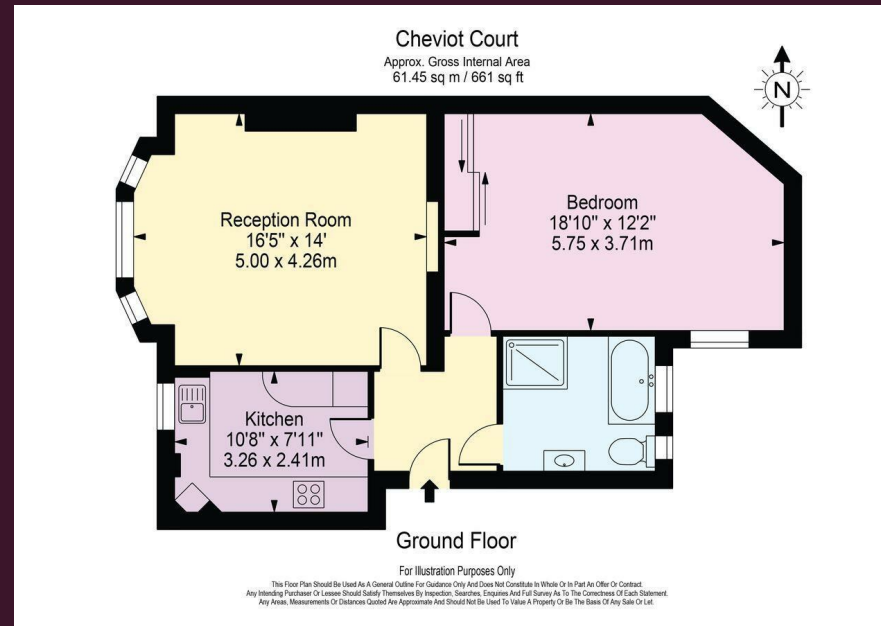 Cheviot Court
Approx. Gross Internal Area
61.45 sq m / 661 sq ft
N
Reception Room
16'5" x 14'
5.00 x 4.26m
Bedroom
18'10" x 12'2"
5.75 x 3.71m
Kitchen
10'8" x 7'11"
3.26 x 2.41m
Ground Floor
For Illustration Purposes Only
This Floor Plan Should Be Used As A General Outline For Guidance Only And Does Not Constitute In Whole Or In Part An Offer Or Contract.
Any Intending Purchaser Or Lessee Should Satisfy Themselves By Inspection, Searches, Enquiries And Full Survey As To The Correctness Of Each Statement.
Any Areas, Measurements Or Distances Quoted Are Approximate And Should Not Be Used To Value A Property Or Be The Basis Of Any Sale Or Let.